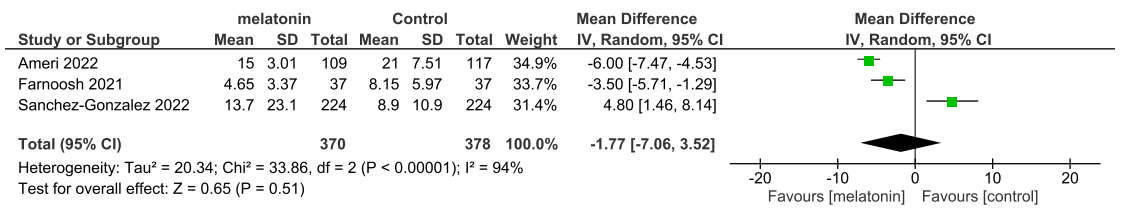 melatonin Control Mean Difference Mean Difference
Study or Subgroup Mean SD Total Mean SD Total Weight IV, Random, 95% CI IV, Random, 95% CI
Ameri 2022 15 3.01 109 21 7.51 117 34.9% -6.00 [-7.47, -4.53]
Farnoosh 2021 4.65 3.37 37 8.15 5.97 37 33.7% -3.50 [-5.71, -1.29]
Sanchez-Gonzalez 2022 13.7 23.1 224 8.9 10.9 224 31.4% 4.80 [1.46, 8.14]
Total (95% CI) 370 378 100.0% -1.77 [-7.06, 3.52]
Heterogeneity: Tau² = 20.34; Chi² = 33.86, df = 2 (P < 0.00001); I² = 94%
Test for overall effect: Z = 0.65 (P = 0.51)
-20 -10 0 10 20
Favours [melatonin] Favours [control]